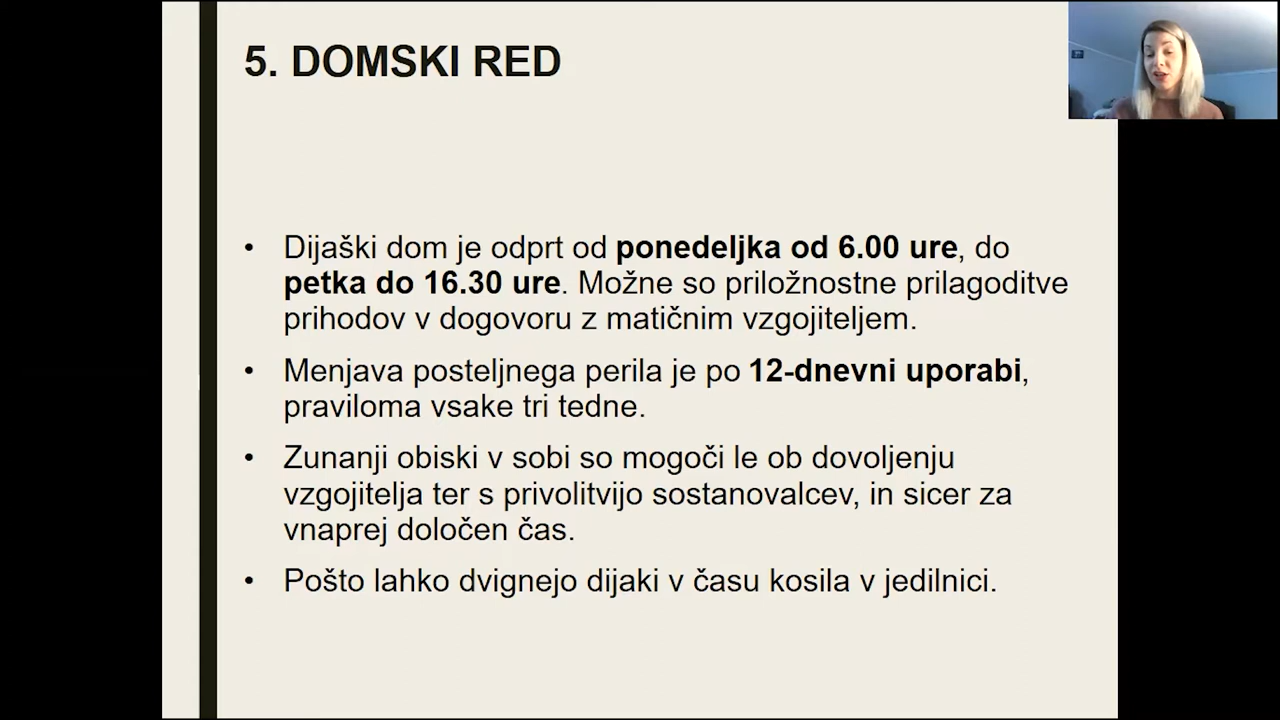 5. DOMSKI RED
• Dijaški dom je odprt od ponedeljka od 6.00 ure, do
petka do 16.30 ure. Možne so priložnostne prilagoditve
prihodov v dogovoru z matičnim vzgojiteljem.
• Menjava posteljnega perila je po 12-dnevni uporabi,
praviloma vsake tri tedne.
• Zunanji obiski v sobi so mogoči le ob dovoljenju
vzgojitelja ter s privolitvijo sostanovalcev, in sicer za
vnaprej določen čas.
• Pošto lahko dvignejo dijaki v času kosila v jedilnici.